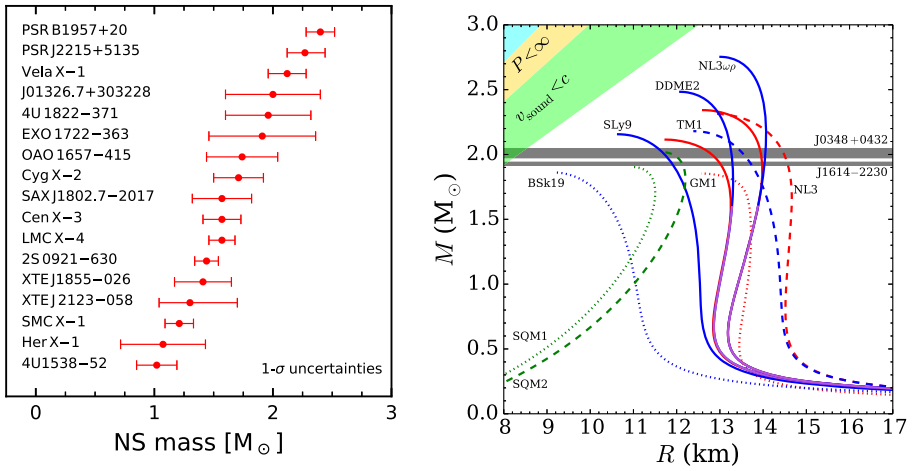 PSR B1957+20
PSR J2215+5135
Vela X−1
J01326.7+303228
4U 1822−371
EXO 1722−363
OAO 1657−415
Cyg X−2
SAX J1802.7−2017
Cen X−3
LMC X−4
2S 0921−630
XTE J1855−026
XTE J2123−058
SMC X−1
Her X−1
4U1538−52
1-σ uncertainties
0 1 2 3
NS mass [M⊙]
3.0
2.5
2.0
1.5
1.0
0.5
0.0
M (M⊙)
P<∞
v_sound<c
NL3ωρ
DDME2
SLy9
TM1
J0348+0432
J1614−2230
BSk19
GM1
NL3
SQM1
SQM2
8 9 10 11 12 13 14 15 16 17
R (km)